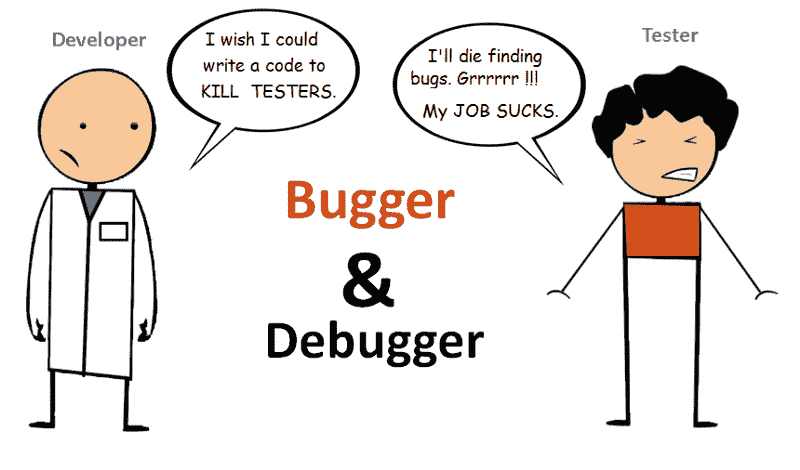 Developer
I wish I could
write a code to
KILL TESTERS.
I'll die finding
bugs. Grrrrrr !!!
My JOB SUCKS.
Tester
Bugger
&
Debugger